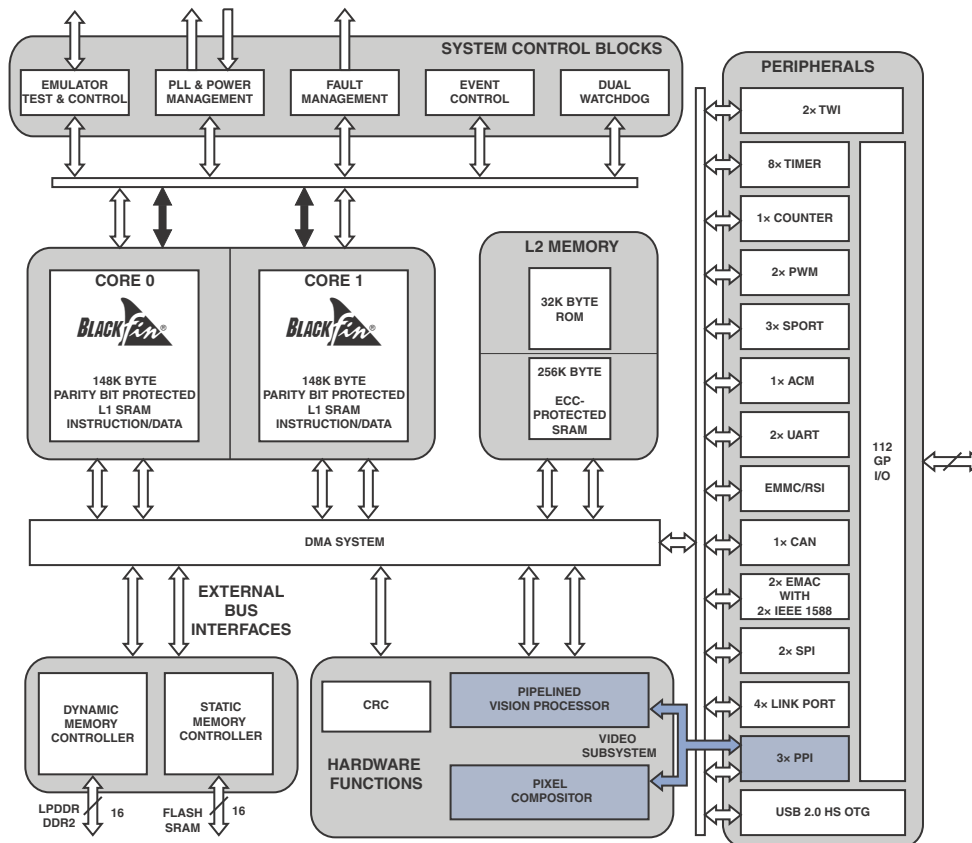 SYSTEM CONTROL BLOCKS
EMULATOR
TEST & CONTROL
PLL & POWER
MANAGEMENT
FAULT
MANAGEMENT
EVENT
CONTROL
DUAL
WATCHDOG
CORE 0
BLACKfin®
148K BYTE
PARITY BIT PROTECTED
L1 SRAM
INSTRUCTION/DATA
CORE 1
BLACKfin®
148K BYTE
PARITY BIT PROTECTED
L1 SRAM
INSTRUCTION/DATA
L2 MEMORY
32K BYTE
ROM
256K BYTE
ECC-
PROTECTED
SRAM
DMA SYSTEM
EXTERNAL
BUS
INTERFACES
DYNAMIC
MEMORY
CONTROLLER
STATIC
MEMORY
CONTROLLER
LPDDR
DDR2
16
FLASH
SRAM
16
CRC
PIPELINED
VISION PROCESSOR
VIDEO
SUBSYSTEM
HARDWARE
FUNCTIONS
PIXEL
COMPOSITOR
PERIPHERALS
2× TWI
8× TIMER
1× COUNTER
2× PWM
3× SPORT
1× ACM
2× UART
EMMC/RSI
1× CAN
2× EMAC
WITH
2× IEEE 1588
2× SPI
4× LINK PORT
3× PPI
USB 2.0 HS OTG
112
GP
I/O